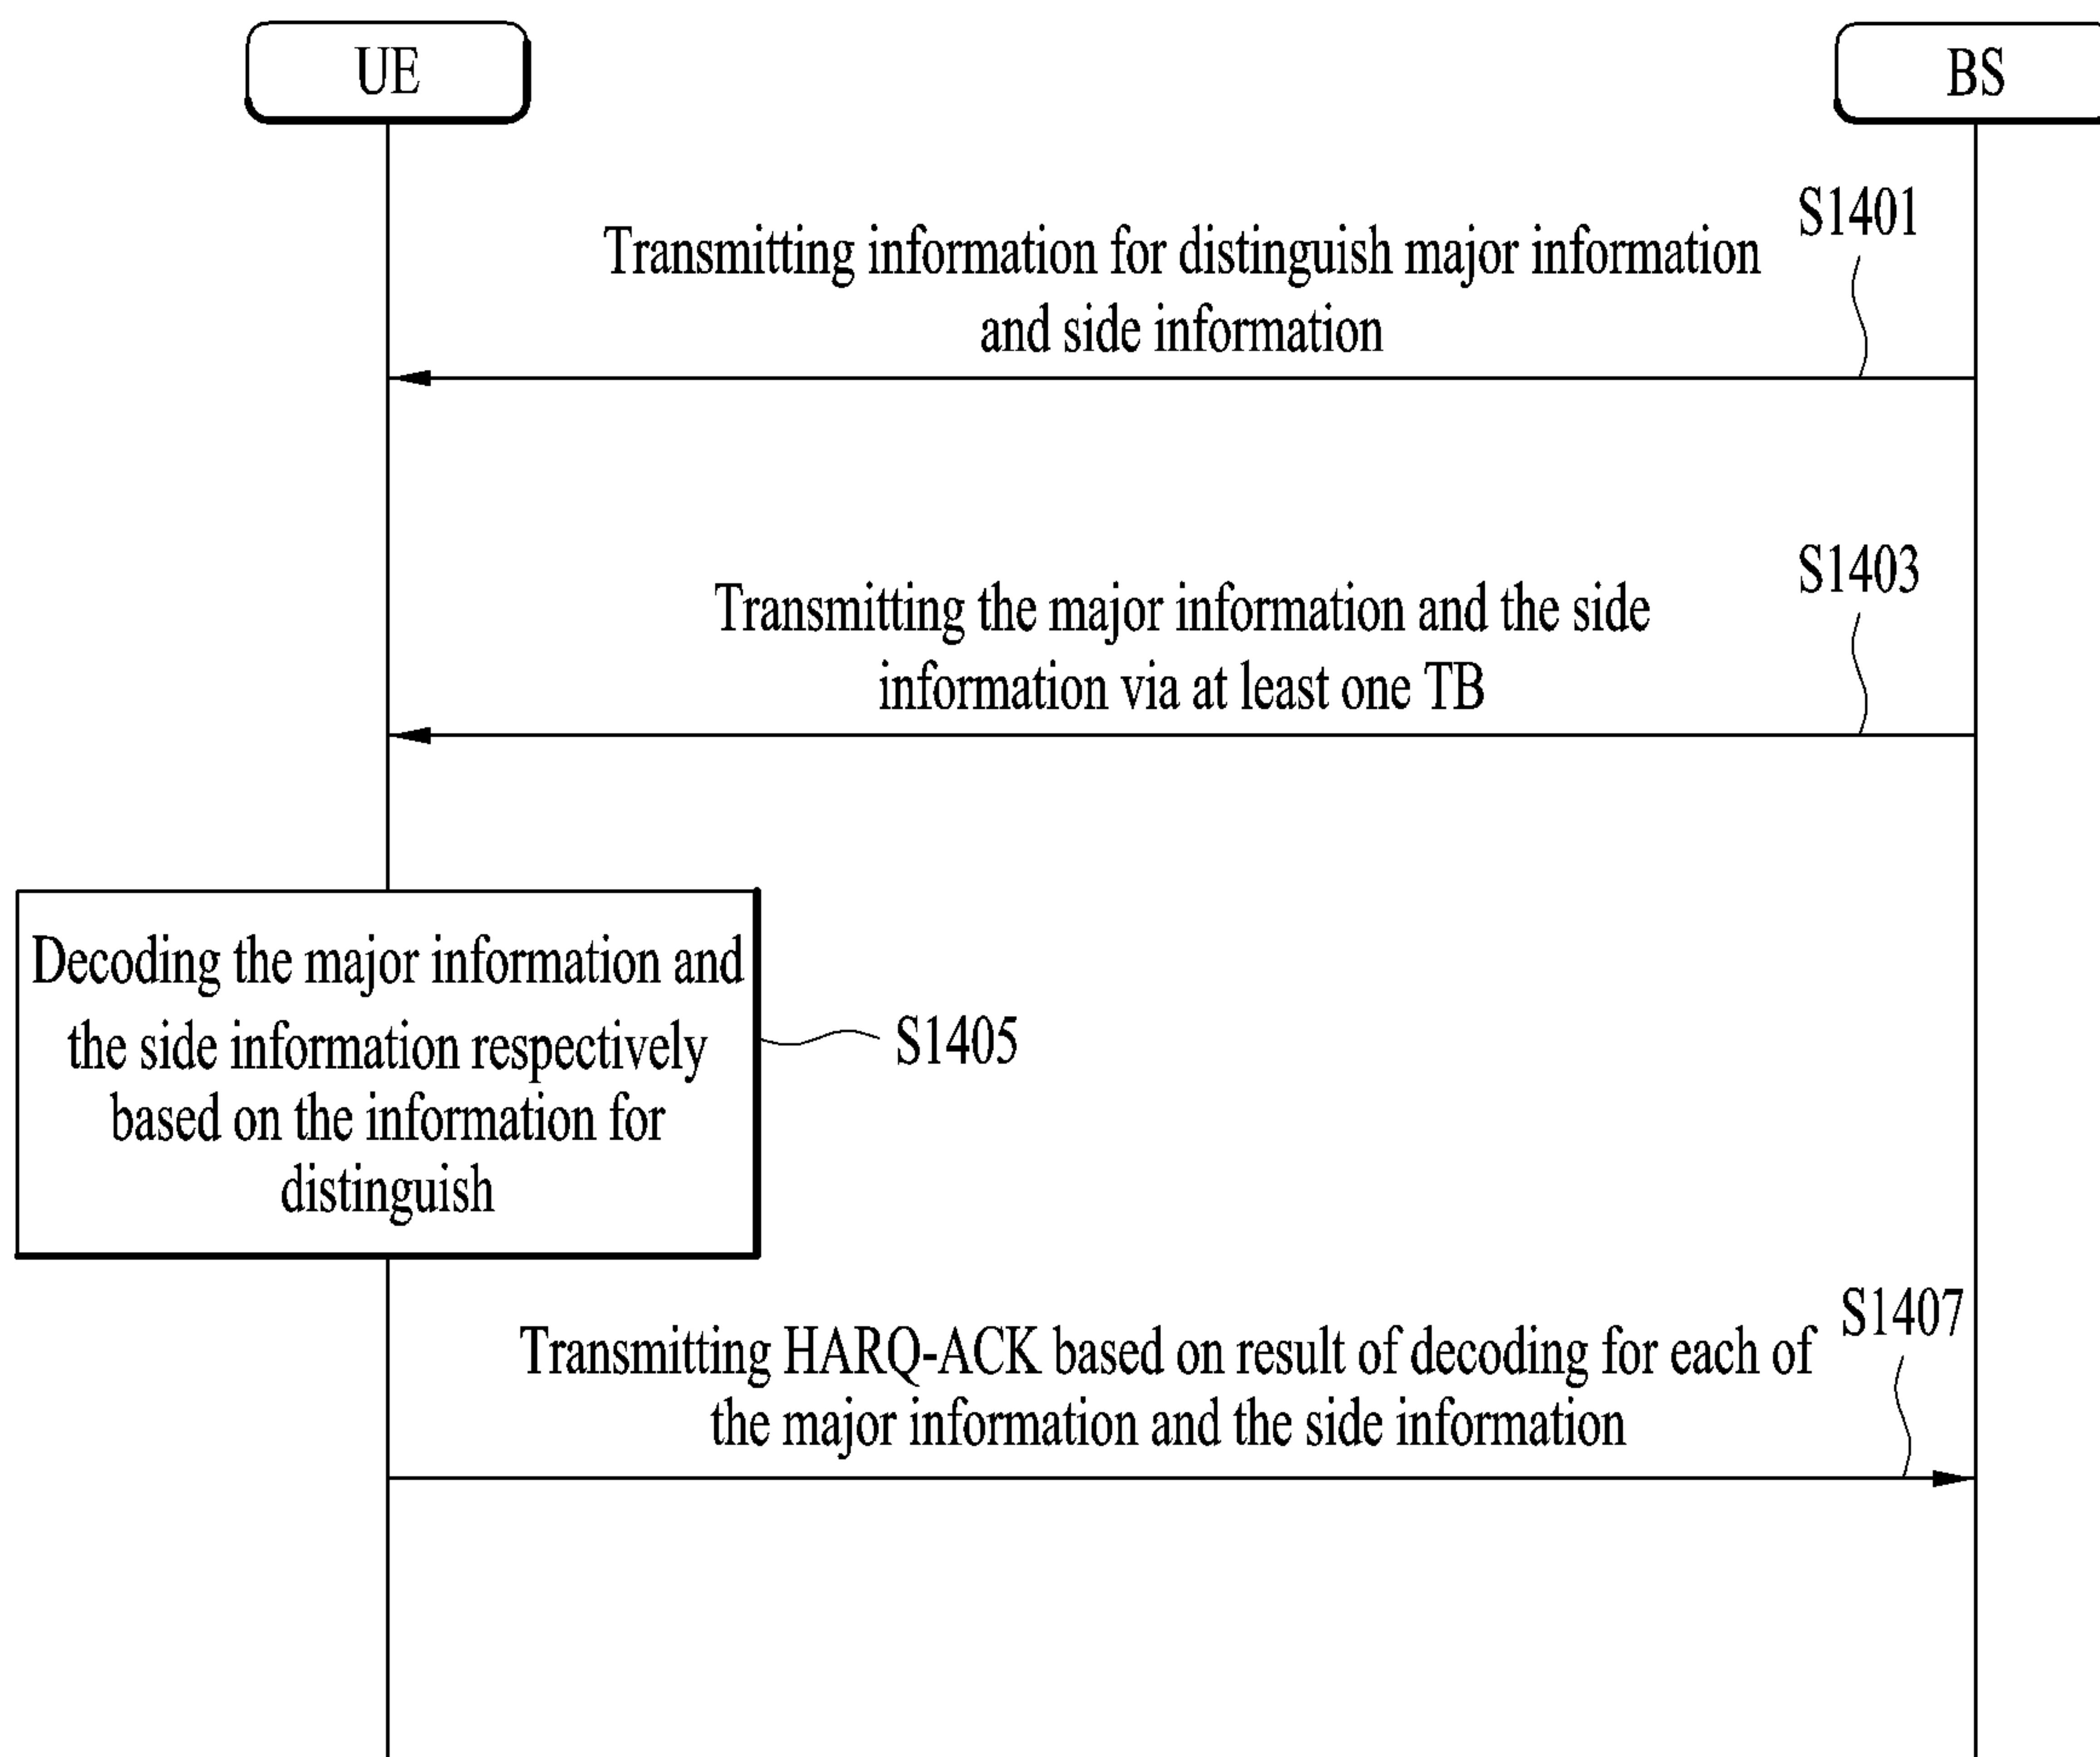 UE
BS
S1401
Transmitting information for distinguish major information
and side information
S1403
Transmitting the major information and the side
information via at least one TB
Decoding the major information and
the side information respectively
based on the information for
distinguish
S1405
S1407
Transmitting HARQ-ACK based on result of decoding for each of
the major information and the side information